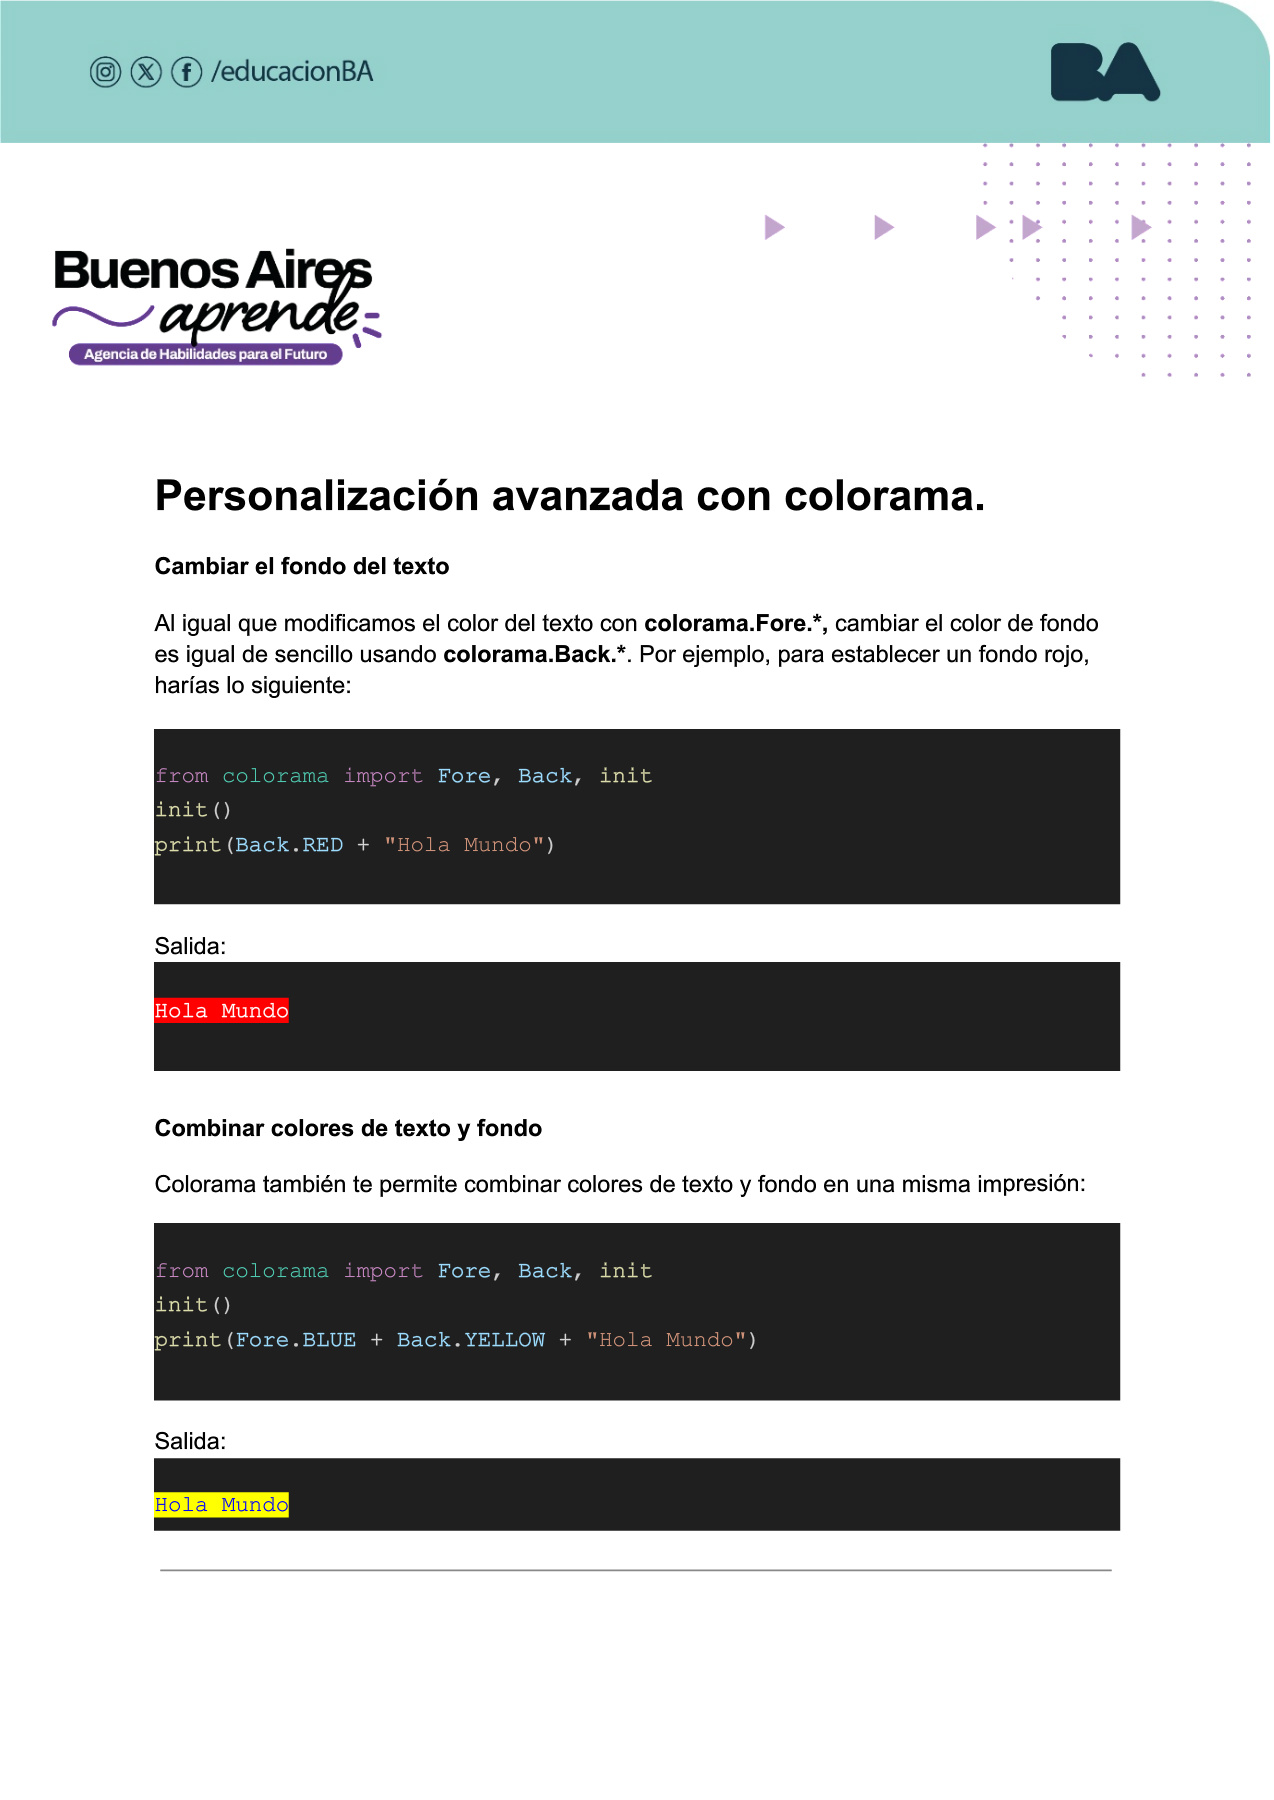 /educacionBA
BA
Buenos Aires
aprende
Agencia de Habilidades para el Futuro
Personalización avanzada con colorama.
Cambiar el fondo del texto
Al igual que modificamos el color del texto con colorama.Fore.*, cambiar el color de fondo
es igual de sencillo usando colorama.Back.*. Por ejemplo, para establecer un fondo rojo,
harías lo siguiente:
from colorama import Fore, Back, init
init()
print(Back.RED + "Hola Mundo")
Salida:
Hola Mundo
Combinar colores de texto y fondo
Colorama también te permite combinar colores de texto y fondo en una misma impresión:
from colorama import Fore, Back, init
init()
print(Fore.BLUE + Back.YELLOW + "Hola Mundo")
Salida:
Hola Mundo